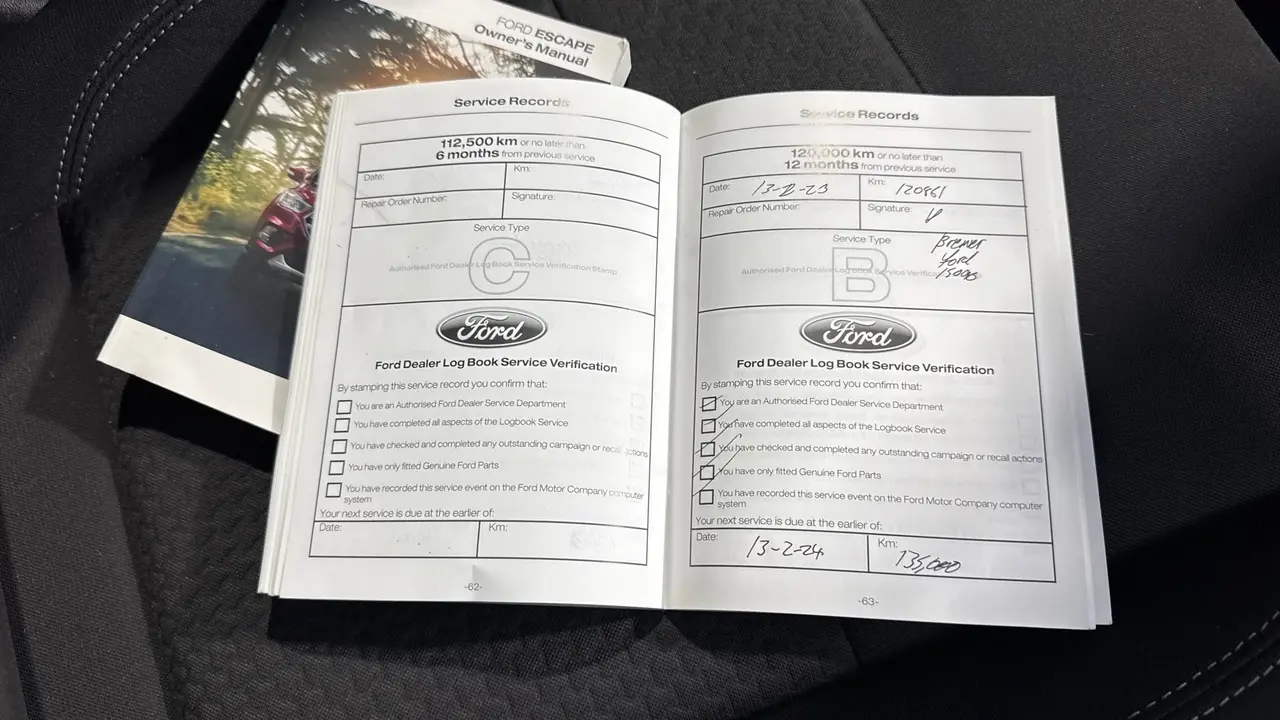 FORD ESCAPE
Owner's Manual
Service Records
112,500 km or no later than
6 months from previous service
Date:
Km:
Repair Order Number:
Signature:
Service Type
C
Authorised Ford Dealer Log Book Service Verification Stamp
Ford
Ford Dealer Log Book Service Verification
By stamping this service record you confirm that:
You are an Authorised Ford Dealer Service Department
You have completed all aspects of the Logbook Service
You have checked and completed any outstanding campaign or recall actions
You have only fitted Genuine Ford Parts
You have recorded this service event on the Ford Motor Company computer
system
Your next service is due at the earlier of:
Date:
Km:
-62-
Service Records
120,000 km or no later than
12 months from previous service
Date: 13-2-23
Km: 120861
Repair Order Number:
Signature:
Service Type
Brewer
Ford
B
Authorised Ford Dealer Log Book Service Verifica
Ford
Ford Dealer Log Book Service Verification
By stamping this service record you confirm that:
You are an Authorised Ford Dealer Service Department
You have completed all aspects of the Logbook Service
You have checked and completed any outstanding campaign or recall actions
You have only fitted Genuine Ford Parts
You have recorded this service event on the Ford Motor Company computer
system
Your next service is due at the earlier of:
Date: 13-2-24
Km: 135,000
-63-